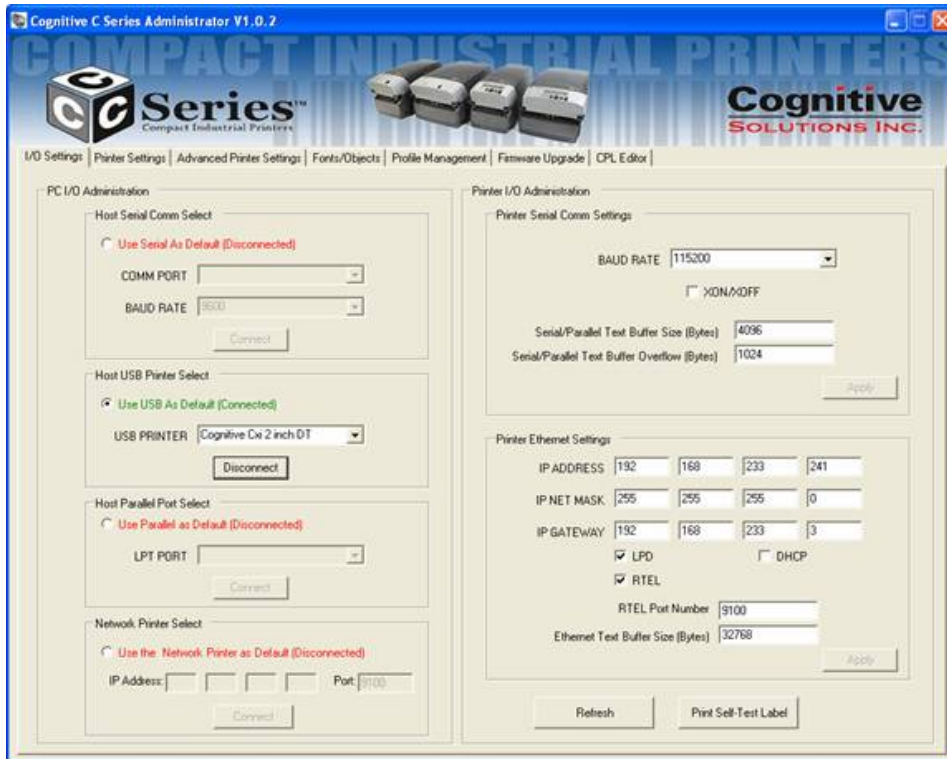 Cognitive C Series Administrator V1.0.2
COMPACT INDUSTRIAL PRINTERS
C C C Series™
Compact Industrial Printers
Cognitive
SOLUTIONS INC.
I/O Settings Printer Settings Advanced Printer Settings Fonts/Objects Profile Management Firmware Upgrade CPL Editor
PC I/O Administration
Host Serial Comm Select
Use Serial As Default (Disconnected)
COMM PORT
BAUD RATE 9600
Connect
Host USB Printer Select
Use USB As Default (Connected)
USB PRINTER Cognitive Cxi 2 inch DT
Disconnect
Host Parallel Port Select
Use Parallel as Default (Disconnected)
LPT PORT
Connect
Network Printer Select
Use the Network Printer as Default (Disconnected)
IP Address: Port: 9100
Connect
Printer I/O Administration
Printer Serial Comm Settings
BAUD RATE 115200
XON/XOFF
Serial/Parallel Text Buffer Size (Bytes) 4096
Serial/Parallel Text Buffer Overflow (Bytes) 1024
Apply
Printer Ethernet Settings
IP ADDRESS 192 168 233 241
IP NET MASK 255 255 255 0
IP GATEWAY 192 168 233 3
LPD DHCP
RTEL
RTEL Port Number 9100
Ethernet Text Buffer Size (Bytes) 32768
Apply
Refresh Print Self-Test Label